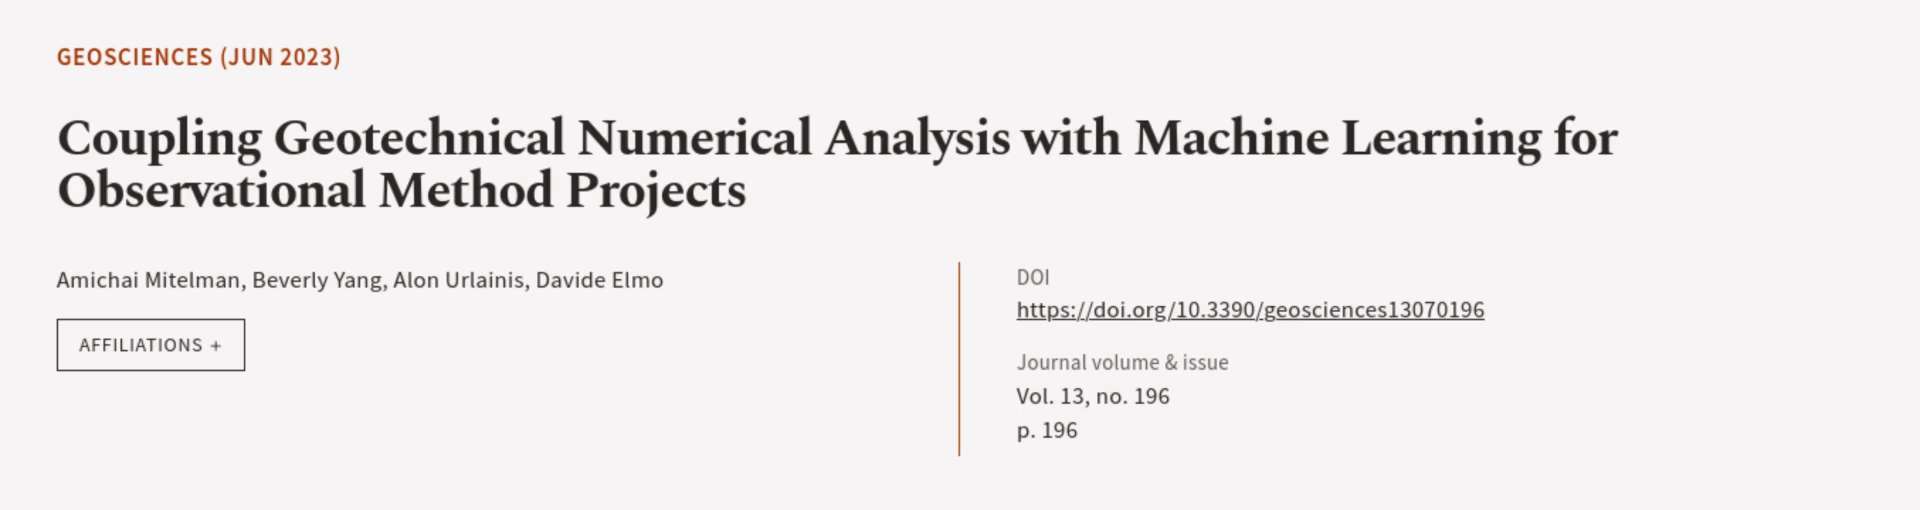 GEOSCIENCES (JUN 2023)
Coupling Geotechnical Numerical Analysis with Machine Learning for
Observational Method Projects
Amichai Mitelman, Beverly Yang, Alon Urlainis, Davide Elmo
AFFILIATIONS +
DOI
https://doi.org/10.3390/geosciences13070196
Journal volume & issue
Vol. 13, no. 196
p. 196